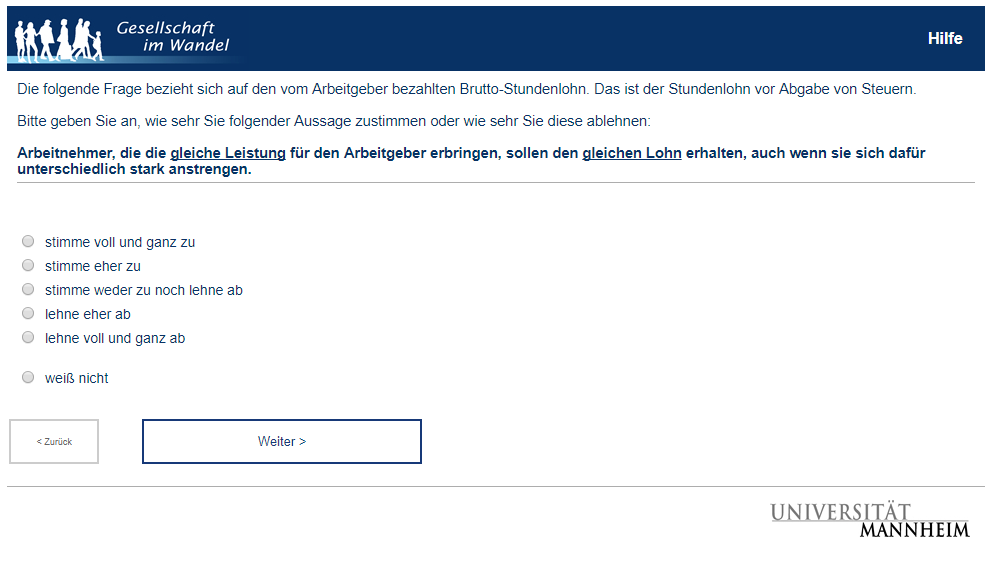 Gesellschaft
im Wandel
Hilfe
Die folgende Frage bezieht sich auf den vom Arbeitgeber bezahlten Brutto-Stundenlohn. Das ist der Stundenlohn vor Abgabe von Steuern.
Bitte geben Sie an, wie sehr Sie folgender Aussage zustimmen oder wie sehr Sie diese ablehnen:
Arbeitnehmer, die die gleiche Leistung für den Arbeitgeber erbringen, sollen den gleichen Lohn erhalten, auch wenn sie sich dafür
unterschiedlich stark anstrengen.
stimme voll und ganz zu
stimme eher zu
stimme weder zu noch lehne ab
lehne eher ab
lehne voll und ganz ab
weiß nicht
< Zurück
Weiter >
UNIVERSITÄT
MANNHEIM